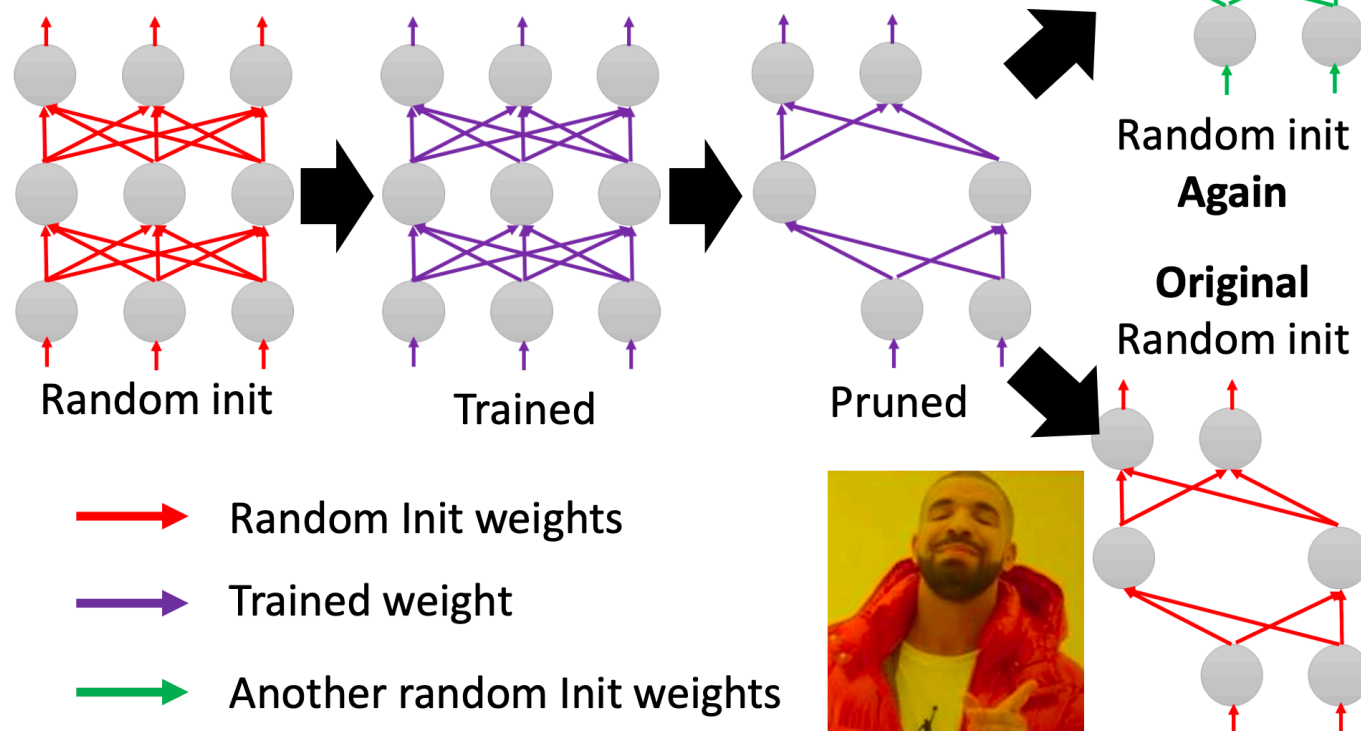 Random init
Again
Original
Random init
Random init
Trained
Pruned
Random Init weights
Trained weight
Another random Init weights